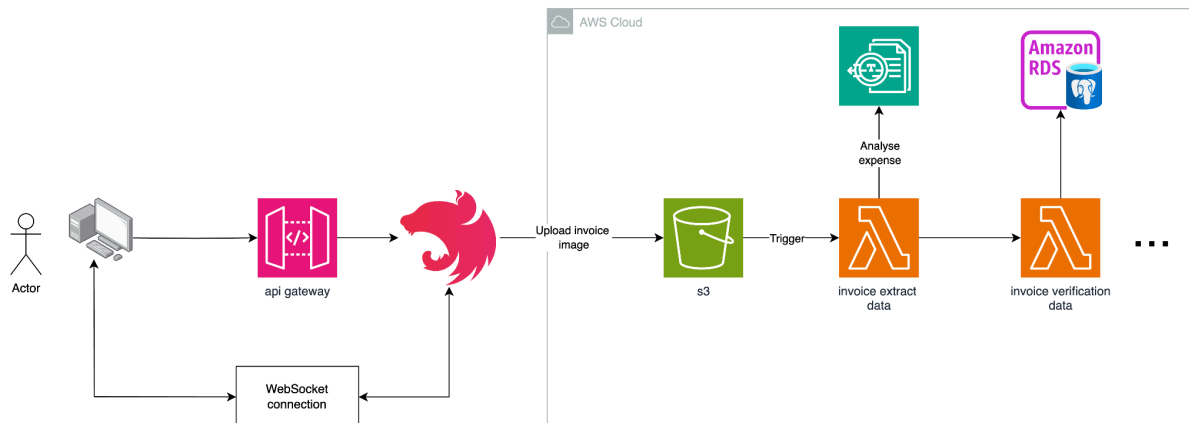 AWS Cloud
Amazon
RDS
Analyse
expense
Upload invoice
image
Trigger
Actor
api gateway
s3
invoice extract
data
invoice verification
data
...
WebSocket
connection